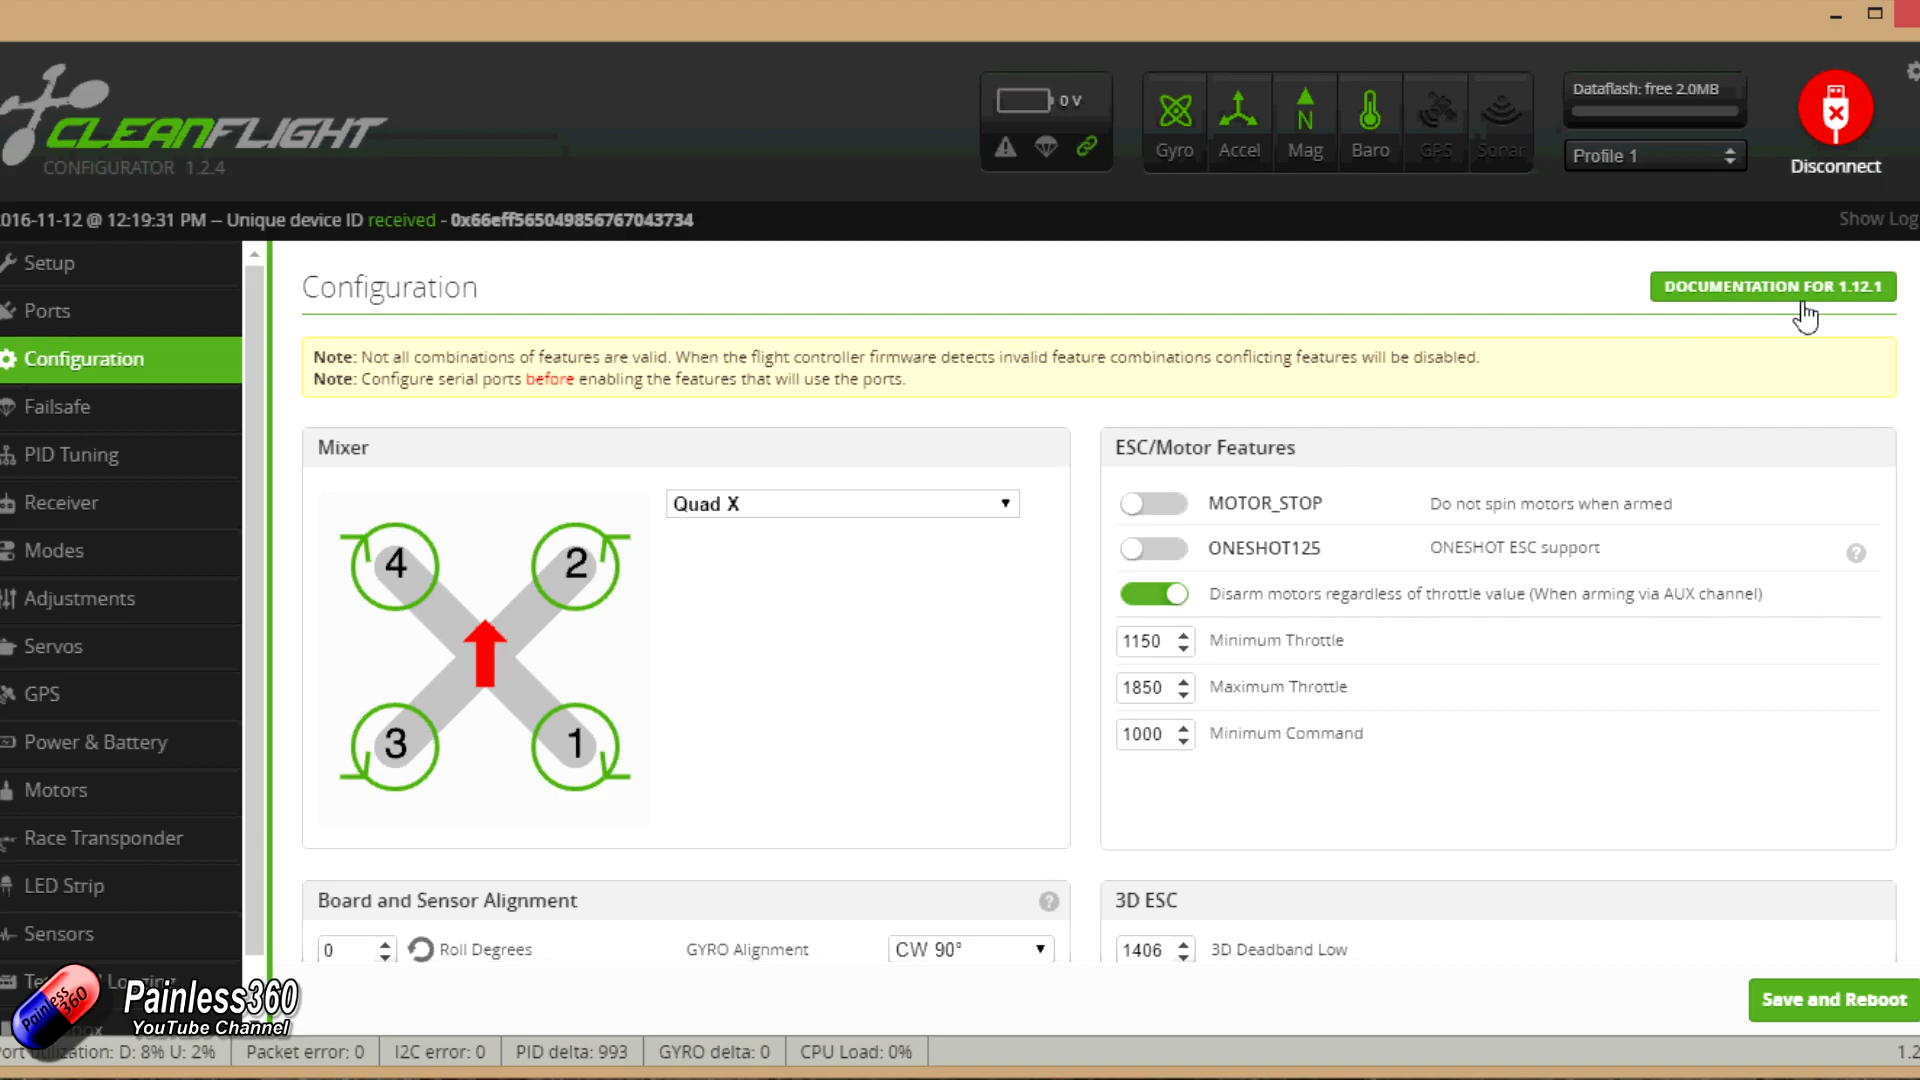 0 V
Gyro
Accel
Mag
Baro
GPS
Sonar
Dataflash: free 2.0MB
Profile 1
Disconnect
CLEANFLIGHT
CONFIGURATOR 1.2.4
016-11-12 @ 12:19:31 PM -- Unique device ID received - 0x66eff565049856767043734
Show Log
Setup
Ports
Configuration
Failsafe
PID Tuning
Receiver
Modes
Adjustments
Servos
GPS
Power & Battery
Motors
Race Transponder
LED Strip
Sensors
Configuration
DOCUMENTATION FOR 1.12.1
Note: Not all combinations of features are valid. When the flight controller firmware detects invalid feature combinations conflicting features will be disabled.
Note: Configure serial ports before enabling the features that will use the ports.
Mixer
Quad X
4
2
3
1
ESC/Motor Features
MOTOR_STOP Do not spin motors when armed
ONESHOT125 ONESHOT ESC support
Disarm motors regardless of throttle value (When arming via AUX channel)
1150 Minimum Throttle
1850 Maximum Throttle
1000 Minimum Command
Board and Sensor Alignment
0 Roll Degrees GYRO Alignment CW 90°
3D ESC
1406 3D Deadband Low
Save and Reboot
Painless360
Painless360
YouTube Channel
ort utilization: D: 8% U: 2%
Packet error: 0
I2C error: 0
PID delta: 993
GYRO delta: 0
CPU Load: 0%
1.2